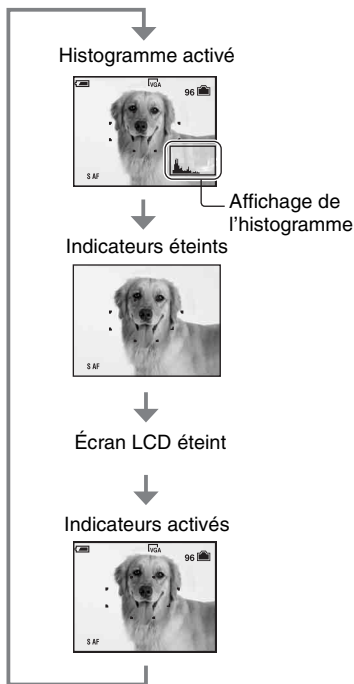 Histogramme activé
VGA
96
S AF
Affichage de
l'histogramme
Indicateurs éteints
S AF
Écran LCD éteint
Indicateurs activés
VGA
96
S AF